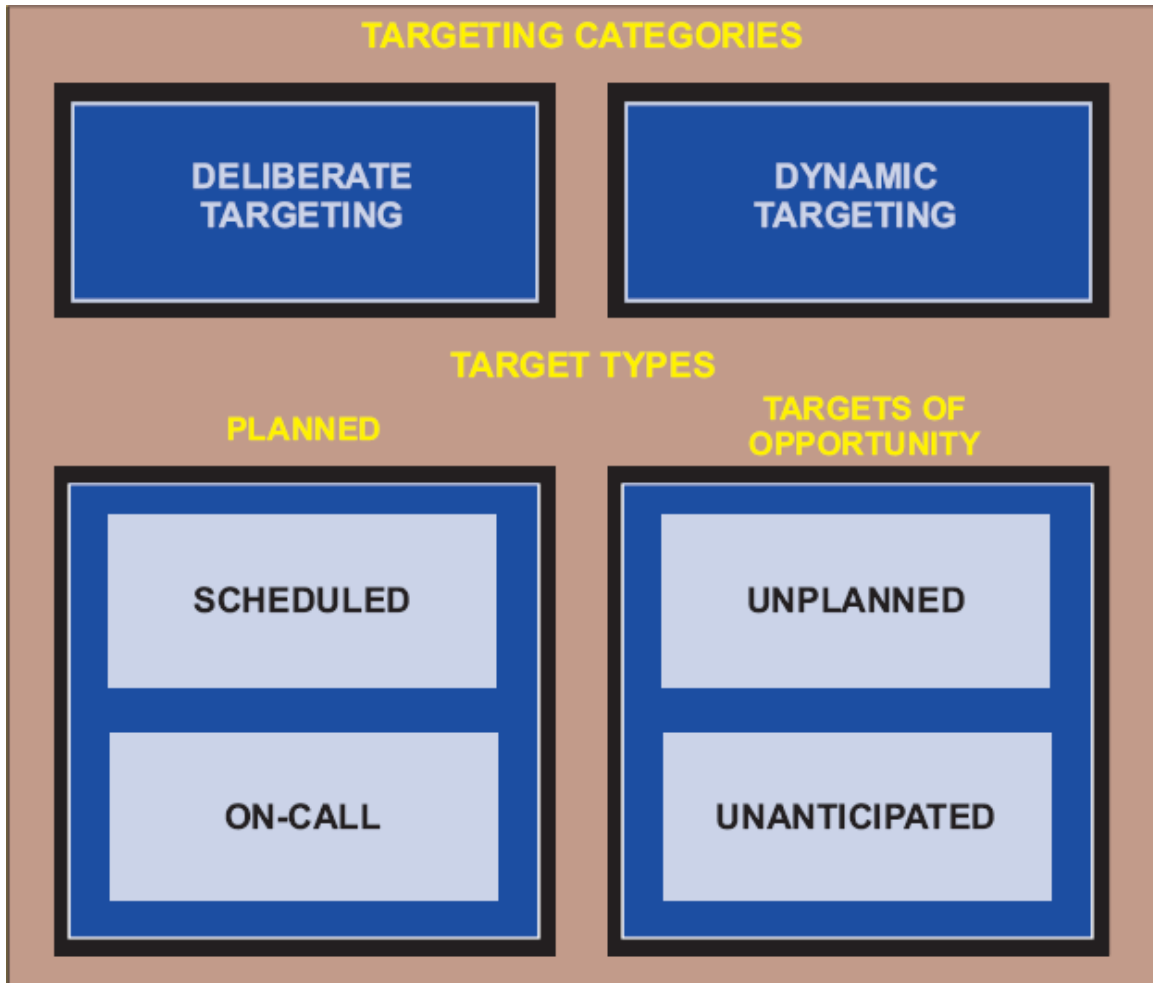 TARGETING CATEGORIES
DELIBERATE
TARGETING
DYNAMIC
TARGETING
TARGET TYPES
PLANNED
TARGETS OF
OPPORTUNITY
SCHEDULED
UNPLANNED
ON-CALL
UNANTICIPATED